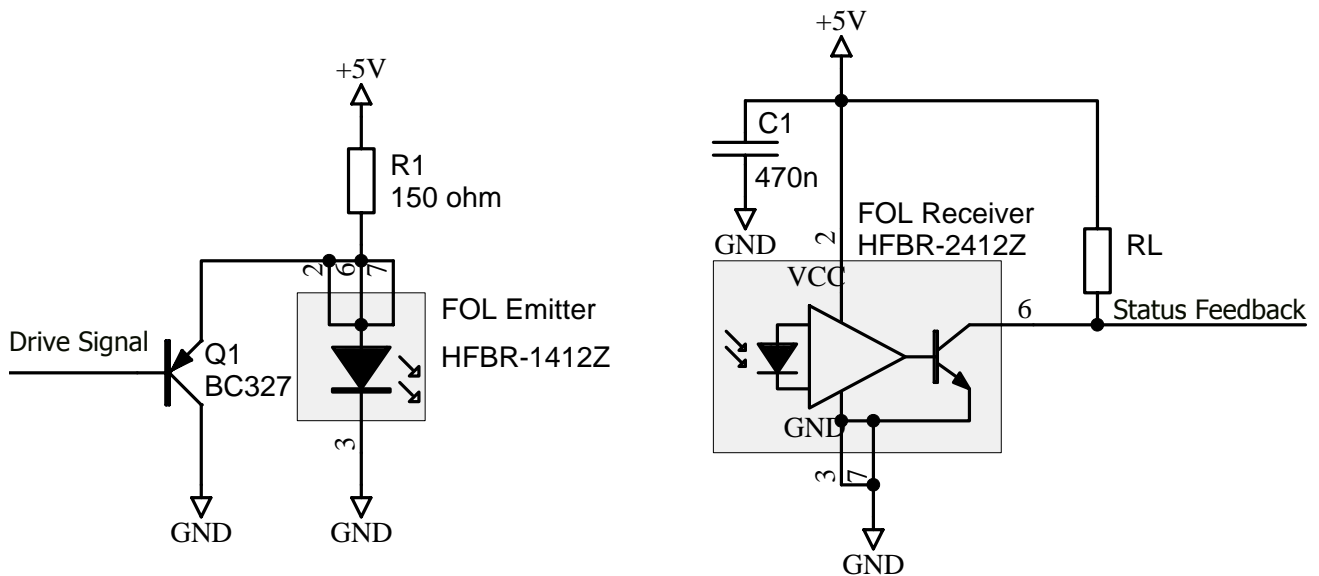 +5V
R1
150 ohm
2
6
7
FOL Emitter
HFBR-1412Z
Drive Signal
Q1
BC327
3
GND
GND
+5V
C1
470n
GND
2
FOL Receiver
HFBR-2412Z
VCC
RL
6
Status Feedback
GND
3
7
GND